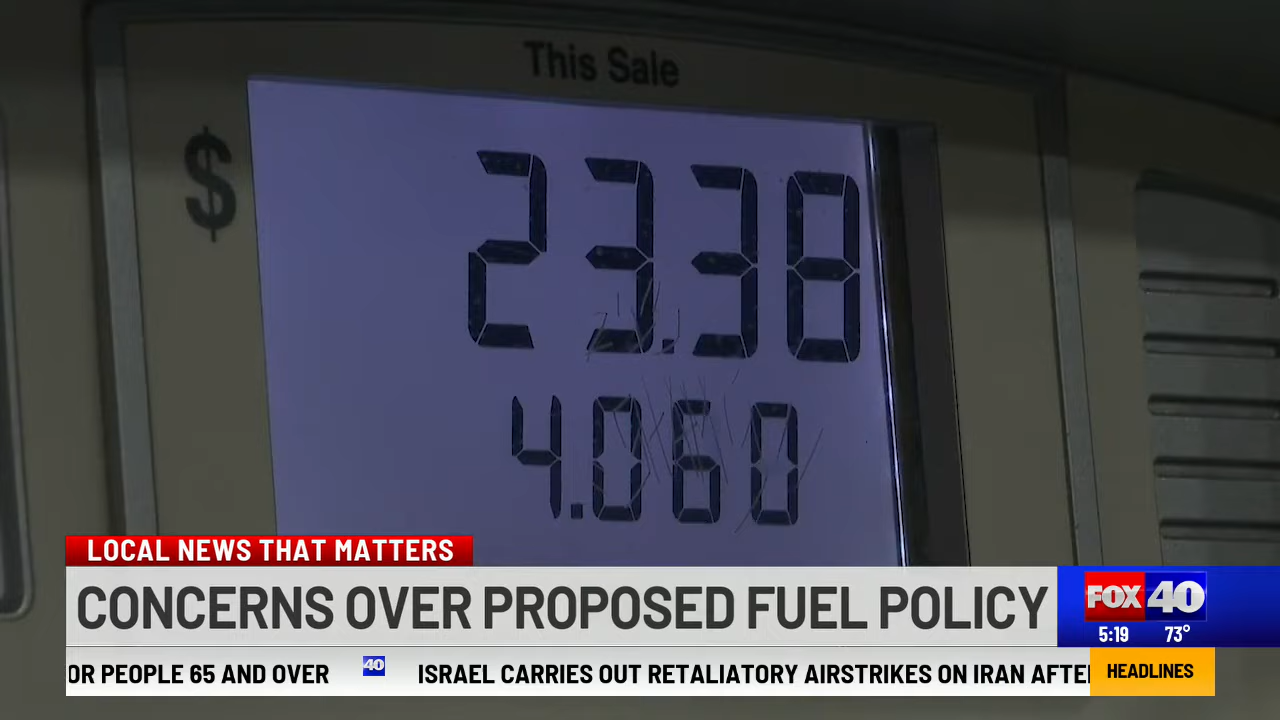 This Sale
$
23.38
4.060
LOCAL NEWS THAT MATTERS
CONCERNS OVER PROPOSED FUEL POLICY
FOX 40
5:19 73°
OR PEOPLE 65 AND OVER 40 ISRAEL CARRIES OUT RETALIATORY AIRSTRIKES ON IRAN AFTE
HEADLINES